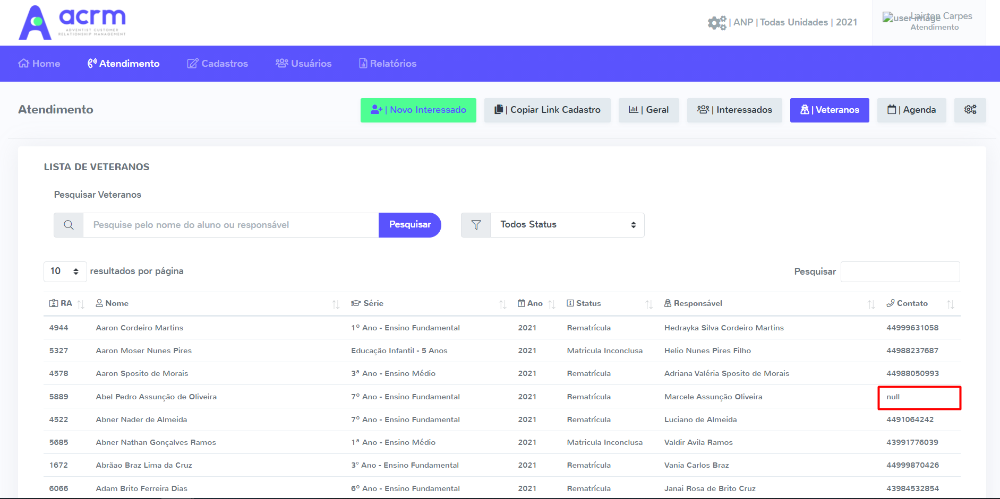 acrm
ADVENTIST CUSTOMER
RELATIONSHIP MANAGEMENT
| ANP | Todas Unidades | 2021
user-image
Lairton Carpes
Atendimento
Home
Atendimento
Cadastros
Usuários
Relatórios
Atendimento
| Novo Interessado
| Copiar Link Cadastro
| Geral
| Interessados
| Veteranos
| Agenda
LISTA DE VETERANOS
Pesquisar Veteranos
Pesquise pelo nome do aluno ou responsável
Pesquisar
Todos Status
10 resultados por página
Pesquisar
RA Nome Série Ano Status Responsável Contato
4944 Aaron Cordeiro Martins 1º Ano - Ensino Fundamental 2021 Rematrícula Hedrayka Silva Cordeiro Martins 44999631058
5327 Aaron Moser Nunes Pires Educação Infantil - 5 Anos 2021 Matricula Inconclusa Helio Nunes Pires Filho 44988237687
4578 Aaron Sposito de Morais 3ª Ano - Ensino Médio 2021 Rematrícula Adriana Valéria Sposito de Morais 44988050993
5889 Abel Pedro Assunção de Oliveira 7º Ano - Ensino Fundamental 2021 Rematrícula Marcele Assunção Oliveira null
4522 Abner Nader de Almeida 7º Ano - Ensino Fundamental 2021 Rematrícula Luciano de Almeida 4491064242
5685 Abner Nathan Gonçalves Ramos 1ª Ano - Ensino Médio 2021 Matricula Inconclusa Valdir Avila Ramos 43991776039
1672 Abrãao Braz Lima da Cruz 3° Ano - Ensino Fundamental 2021 Rematrícula Vania Carlos Braz 44999870426
6066 Adam Brito Ferreira Dias 6º Ano - Ensino Fundamental 2021 Rematrícula Janai Rosa de Brito Cruz 43984532854